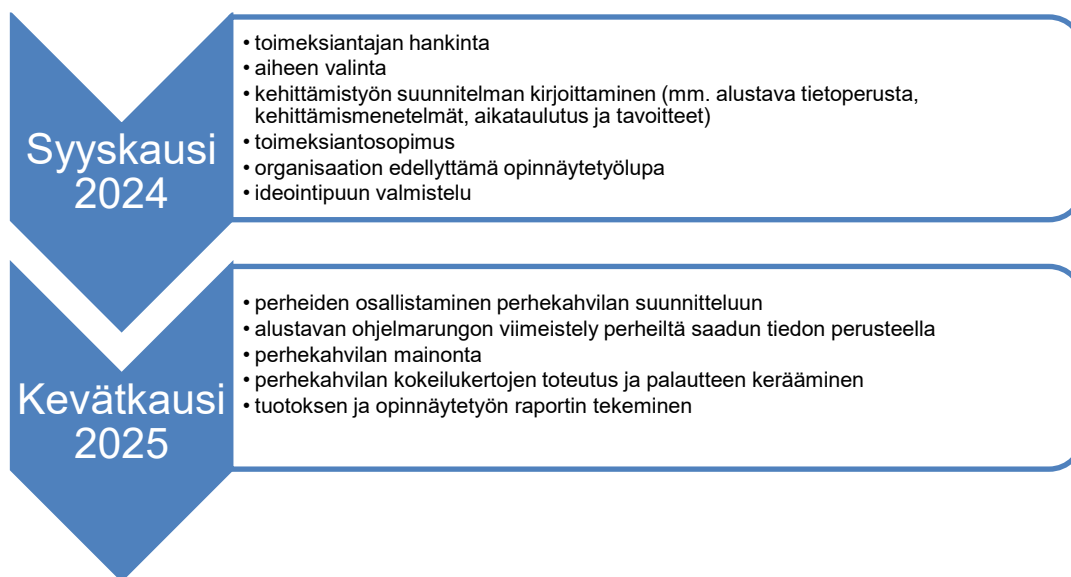 Syyskausi
2024
• toimeksiantajan hankinta
• aiheen valinta
• kehittämistyön suunnitelman kirjoittaminen (mm. alustava tietoperusta,
kehittämismenetelmät, aikataulutus ja tavoitteet)
• toimeksiantosopimus
• organisaation edellyttämä opinnäytetyölupa
• ideointipuun valmistelu
Kevätkausi
2025
• perheiden osallistaminen perhekahvilan suunnitteluun
• alustavan ohjelmarungon viimeistely perheiltä saadun tiedon perusteella
• perhekahvilan mainonta
• perhekahvilan kokeilukertojen toteutus ja palautteen kerääminen
• tuotoksen ja opinnäytetyön raportin tekeminen